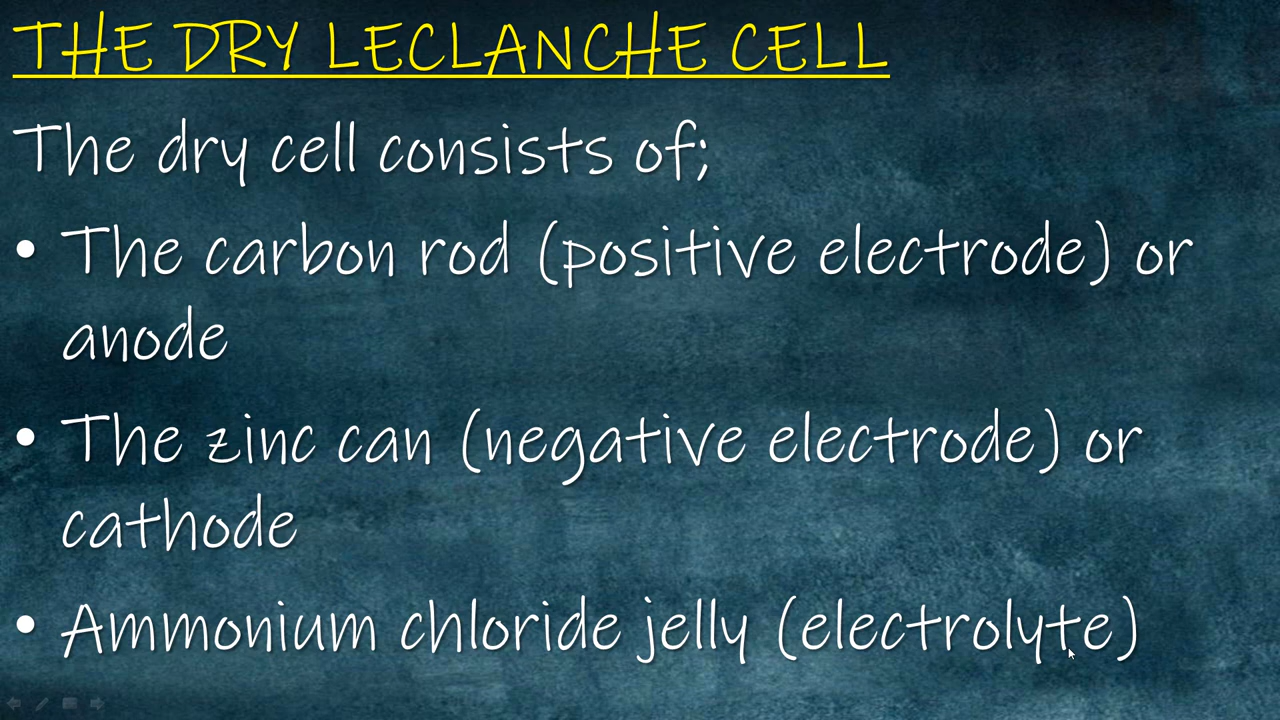 THE DRY LECLANCHE CELL
The dry cell consists of;
• The carbon rod (positive electrode) or
anode
• The zinc can (negative electrode) or
cathode
• Ammonium chloride jelly (electrolyte)